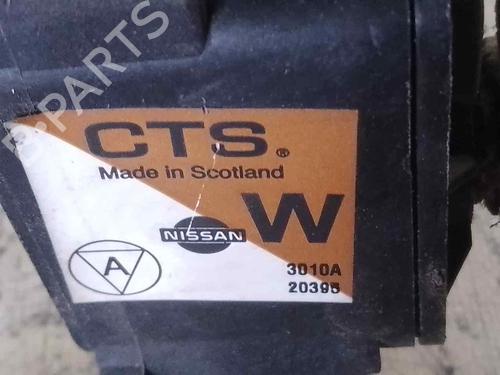 B-PARTS
CTS®
Made in Scotland
NISSAN
W
A
3010A
20395